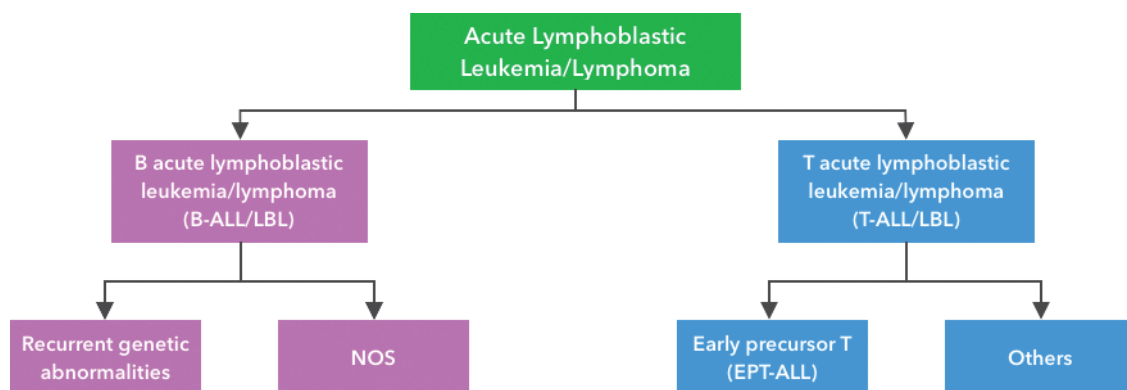 Acute Lymphoblastic
Leukemia/Lymphoma
B acute lymphoblastic
leukemia/lymphoma
(B-ALL/LBL)
T acute lymphoblastic
leukemia/lymphoma
(T-ALL/LBL)
Recurrent genetic
abnormalities
NOS
Early precursor T
(EPT-ALL)
Others